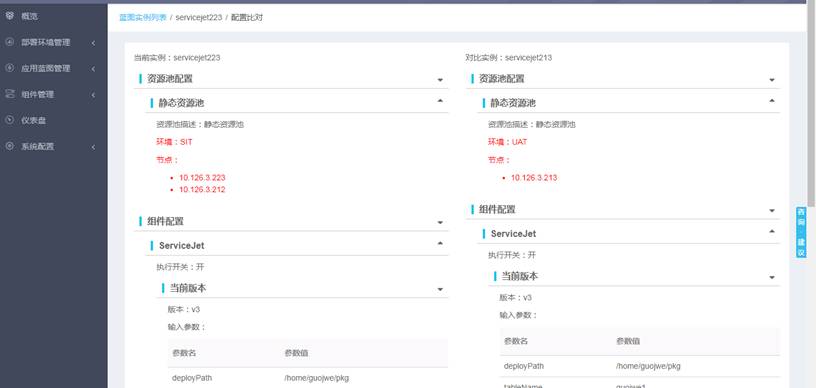 概览
部署环境管理
应用蓝图管理
组件管理
仪表盘
系统配置
蓝图实例列表 / servicejet223 / 配置比对
当前实例：servicejet223
资源池配置
静态资源池
资源池描述：静态资源池
环境：SIT
节点：
10.126.3.223
10.126.3.212
组件配置
ServiceJet
执行开关：开
当前版本
版本：v3
输入参数：
参数名 参数值
deployPath /home/guojwe/pkg
对比实例：servicejet213
资源池配置
静态资源池
资源池描述：静态资源池
环境：UAT
节点：
10.126.3.213
组件配置
ServiceJet
执行开关：开
当前版本
版本：v3
输入参数：
参数名 参数值
deployPath /home/guojwe/pkg
tableName guojwe1
咨询·建议